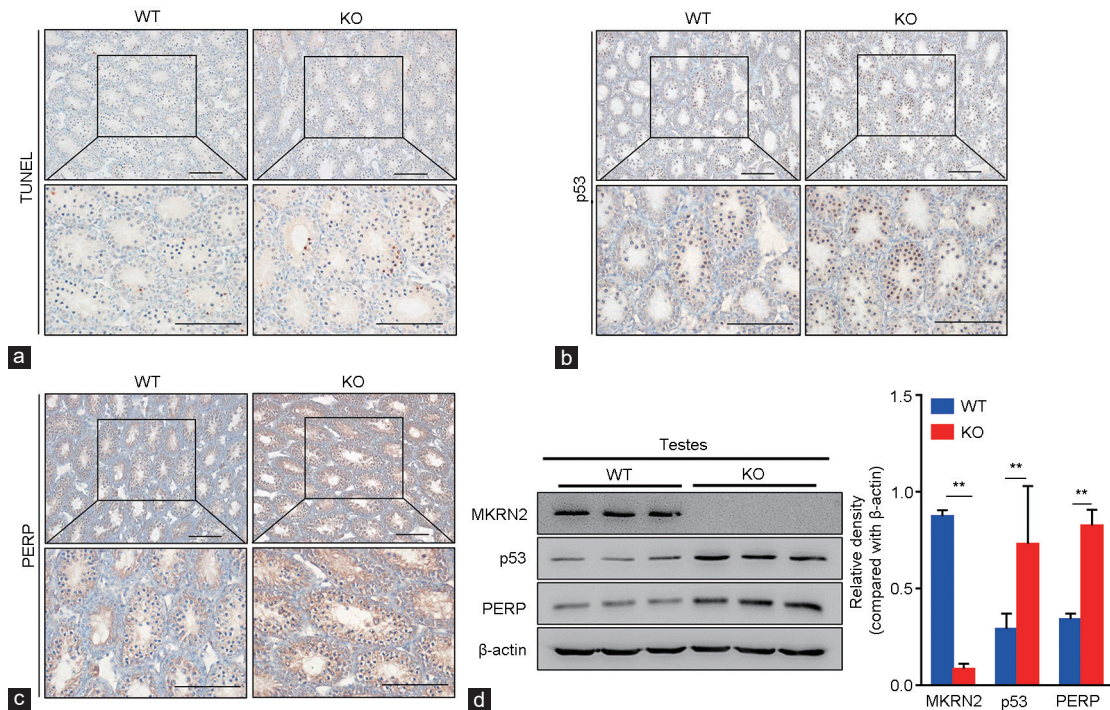 WT KO
TUNEL
a
WT KO
p53
b
WT KO
PERP
c
Testes
WT KO
MKRN2
p53
PERP
β-actin
d
Relative density
(compared with β-actin)
1.5
1.0
0.5
0.0
WT
KO
**
**
**
MKRN2 p53 PERP